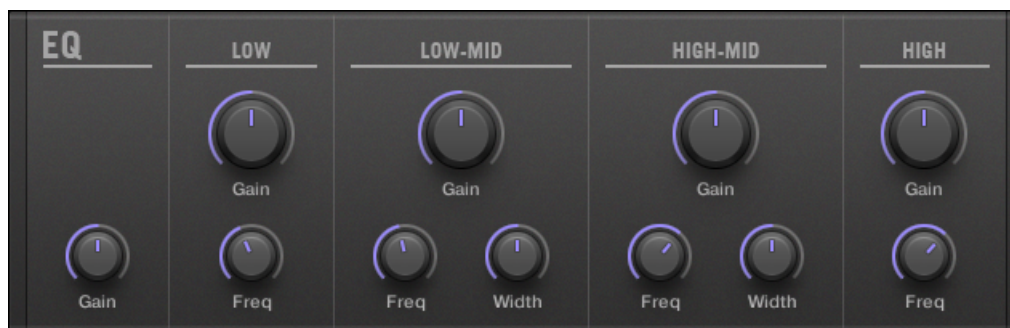 EQ
LOW
LOW-MID
HIGH-MID
HIGH
Gain
Gain
Gain
Gain
Gain
Freq
Freq
Width
Freq
Width
Freq